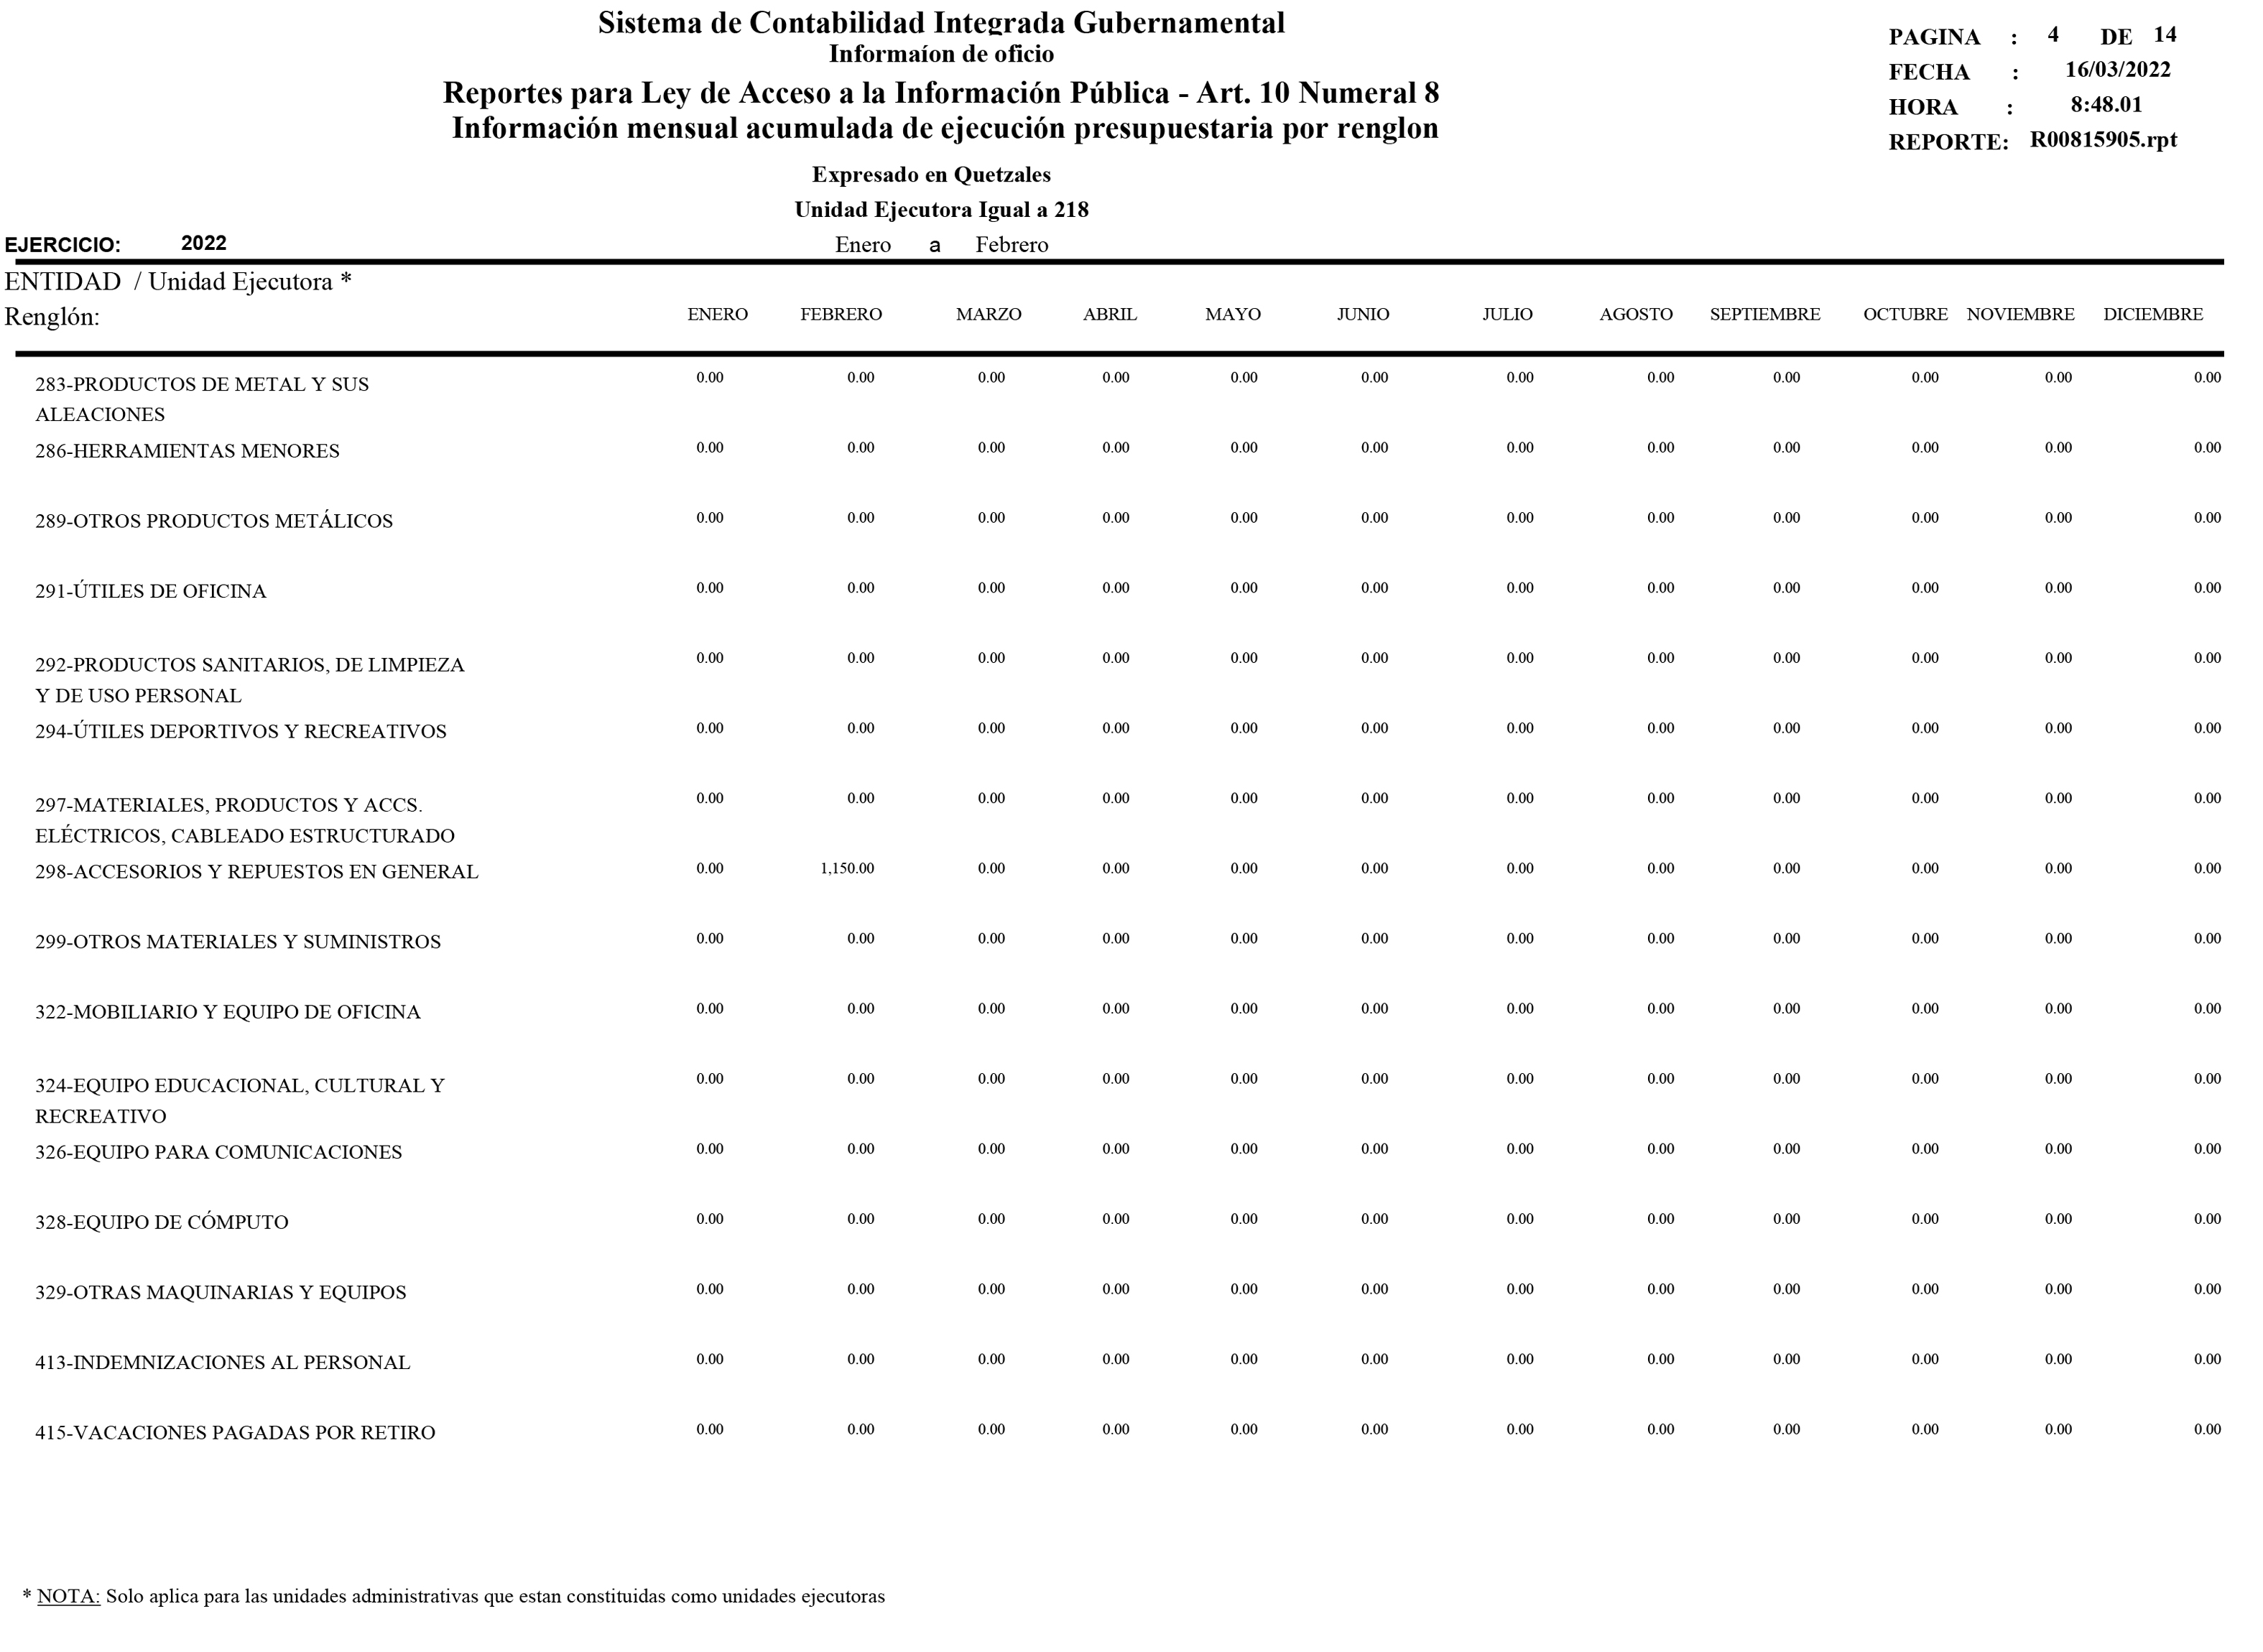 Sistema de Contabilidad Integrada Gubernamental
Informaíon de oficio
Reportes para Ley de Acceso a la Información Pública - Art. 10 Numeral 8
Información mensual acumulada de ejecución presupuestaria por renglon
Expresado en Quetzales
Unidad Ejecutora Igual a 218
PAGINA : 4 DE 14
FECHA : 16/03/2022
HORA : 8:48.01
REPORTE: R00815905.rpt
EJERCICIO: 2022 Enero a Febrero
ENTIDAD / Unidad Ejecutora *
Renglón: ENERO FEBRERO MARZO ABRIL MAYO JUNIO JULIO AGOSTO SEPTIEMBRE OCTUBRE NOVIEMBRE DICIEMBRE
283-PRODUCTOS DE METAL Y SUS 0.00 0.00 0.00 0.00 0.00 0.00 0.00 0.00 0.00 0.00 0.00 0.00
ALEACIONES
286-HERRAMIENTAS MENORES 0.00 0.00 0.00 0.00 0.00 0.00 0.00 0.00 0.00 0.00 0.00 0.00
289-OTROS PRODUCTOS METÁLICOS 0.00 0.00 0.00 0.00 0.00 0.00 0.00 0.00 0.00 0.00 0.00 0.00
291-ÚTILES DE OFICINA 0.00 0.00 0.00 0.00 0.00 0.00 0.00 0.00 0.00 0.00 0.00 0.00
292-PRODUCTOS SANITARIOS, DE LIMPIEZA 0.00 0.00 0.00 0.00 0.00 0.00 0.00 0.00 0.00 0.00 0.00 0.00
Y DE USO PERSONAL
294-ÚTILES DEPORTIVOS Y RECREATIVOS 0.00 0.00 0.00 0.00 0.00 0.00 0.00 0.00 0.00 0.00 0.00 0.00
297-MATERIALES, PRODUCTOS Y ACCS. 0.00 0.00 0.00 0.00 0.00 0.00 0.00 0.00 0.00 0.00 0.00 0.00
ELÉCTRICOS, CABLEADO ESTRUCTURADO
298-ACCESORIOS Y REPUESTOS EN GENERAL 0.00 1,150.00 0.00 0.00 0.00 0.00 0.00 0.00 0.00 0.00 0.00 0.00
299-OTROS MATERIALES Y SUMINISTROS 0.00 0.00 0.00 0.00 0.00 0.00 0.00 0.00 0.00 0.00 0.00 0.00
322-MOBILIARIO Y EQUIPO DE OFICINA 0.00 0.00 0.00 0.00 0.00 0.00 0.00 0.00 0.00 0.00 0.00 0.00
324-EQUIPO EDUCACIONAL, CULTURAL Y 0.00 0.00 0.00 0.00 0.00 0.00 0.00 0.00 0.00 0.00 0.00 0.00
RECREATIVO
326-EQUIPO PARA COMUNICACIONES 0.00 0.00 0.00 0.00 0.00 0.00 0.00 0.00 0.00 0.00 0.00 0.00
328-EQUIPO DE CÓMPUTO 0.00 0.00 0.00 0.00 0.00 0.00 0.00 0.00 0.00 0.00 0.00 0.00
329-OTRAS MAQUINARIAS Y EQUIPOS 0.00 0.00 0.00 0.00 0.00 0.00 0.00 0.00 0.00 0.00 0.00 0.00
413-INDEMNIZACIONES AL PERSONAL 0.00 0.00 0.00 0.00 0.00 0.00 0.00 0.00 0.00 0.00 0.00 0.00
415-VACACIONES PAGADAS POR RETIRO 0.00 0.00 0.00 0.00 0.00 0.00 0.00 0.00 0.00 0.00 0.00 0.00
* NOTA: Solo aplica para las unidades administrativas que estan constituidas como unidades ejecutoras